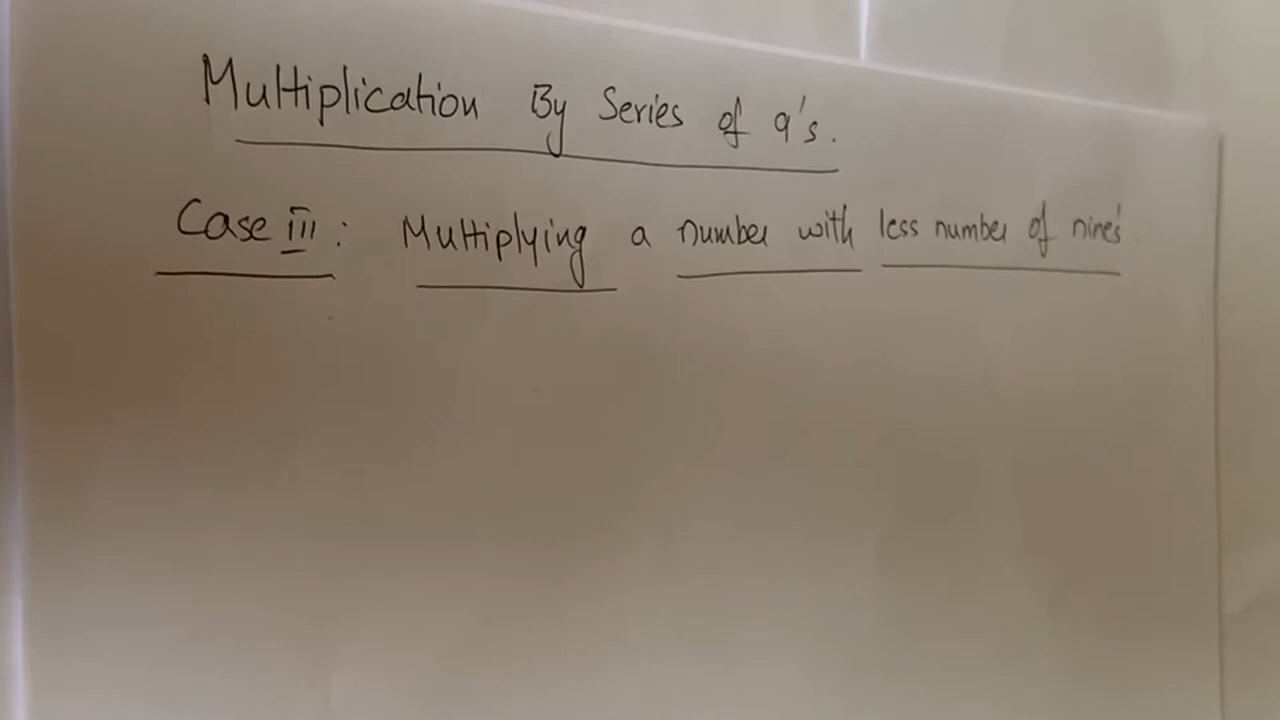 Multiplication By Series of 9's.
Case III : Multiplying a number with less number of nine's